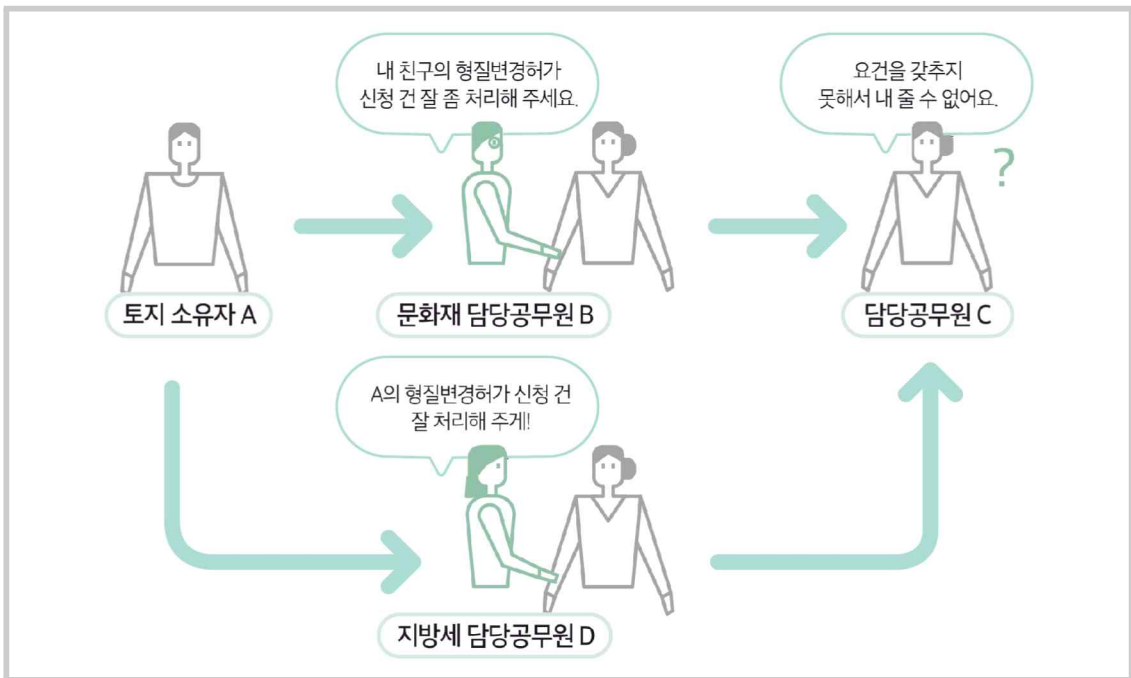 내 친구의 형질변경허가
신청 건 잘 좀 처리해 주세요.
요건을 갖추지
못해서 내 줄 수 없어요.
?
토지 소유자 A
문화재 담당공무원 B
담당공무원 C
A의 형질변경허가 신청 건
잘 처리해 주게!
지방세 담당공무원 D